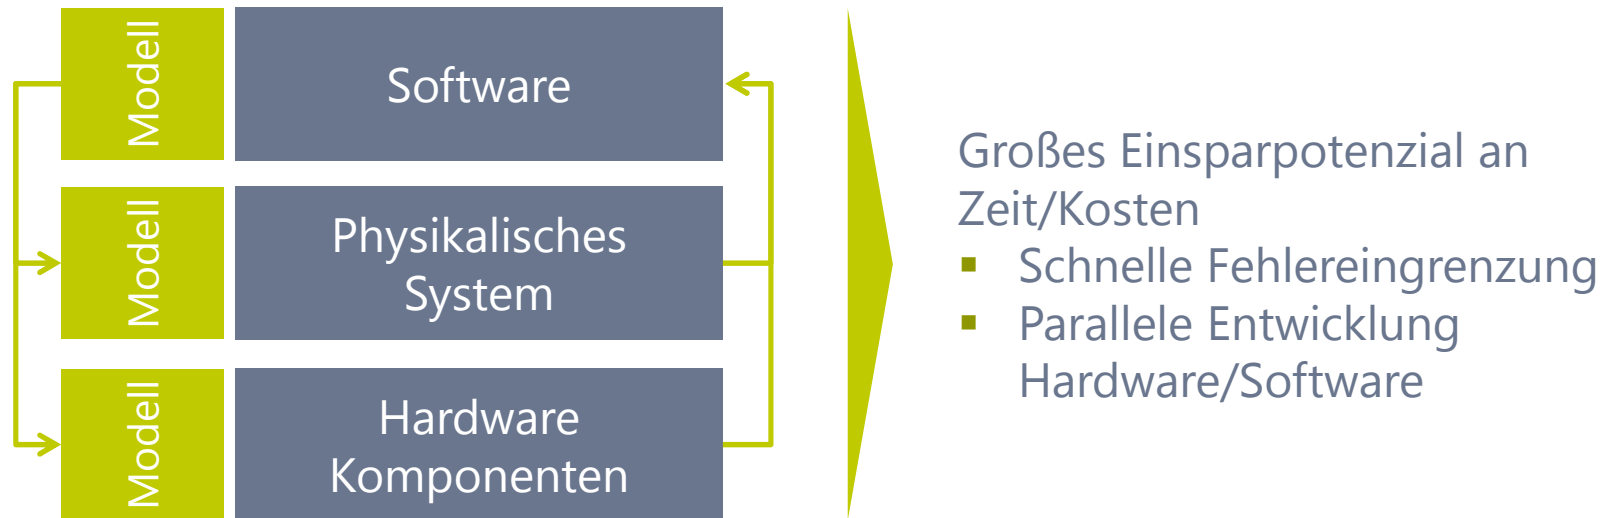 Modell
Software
Modell
Physikalisches
System
Modell
Hardware
Komponenten
Großes Einsparpotenzial an
Zeit/Kosten
▪ Schnelle Fehlereingrenzung
▪ Parallele Entwicklung
Hardware/Software